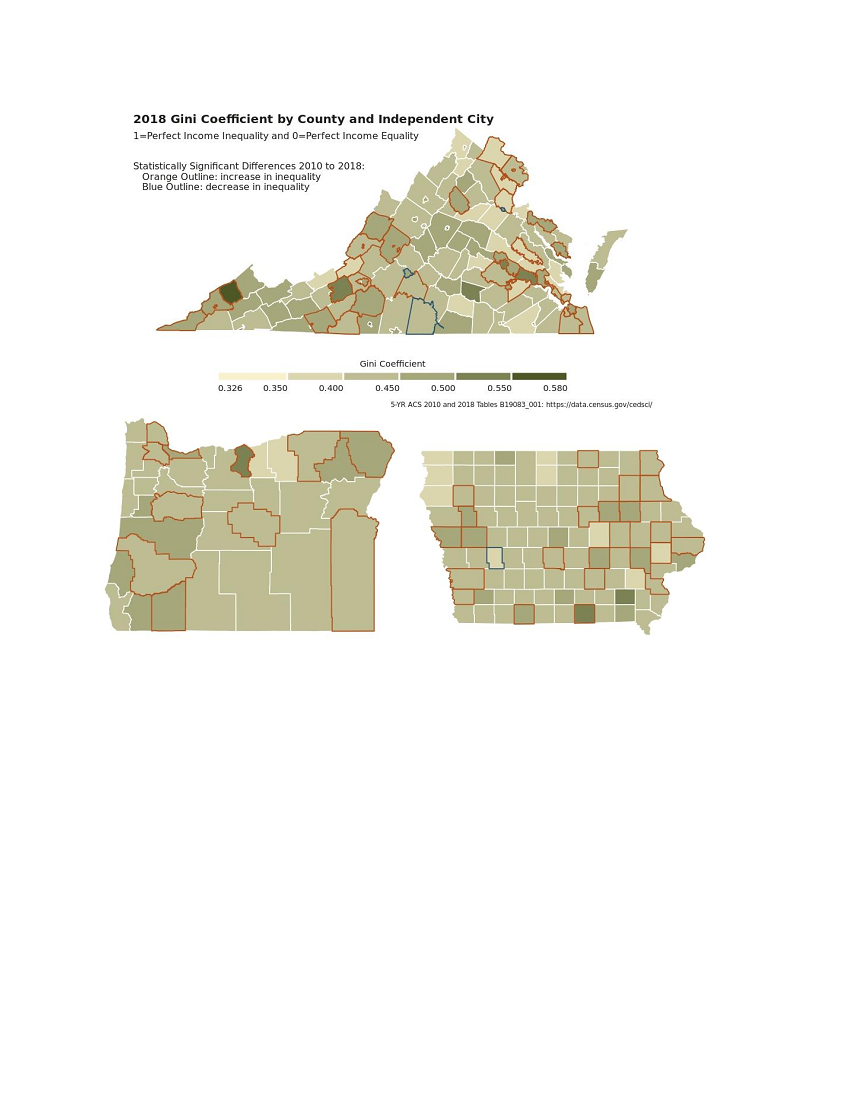 2018 Gini Coefficient by County and Independent City
1=Perfect Income Inequality and 0=Perfect Income Equality
Statistically Significant Differences 2010 to 2018:
Orange Outline: increase in inequality
Blue Outline: decrease in inequality
Gini Coefficient
0.326 0.350 0.400 0.450 0.500 0.550 0.580
5-YR ACS 2010 and 2018 Tables B19083_001: https://data.census.gov/cedsci/